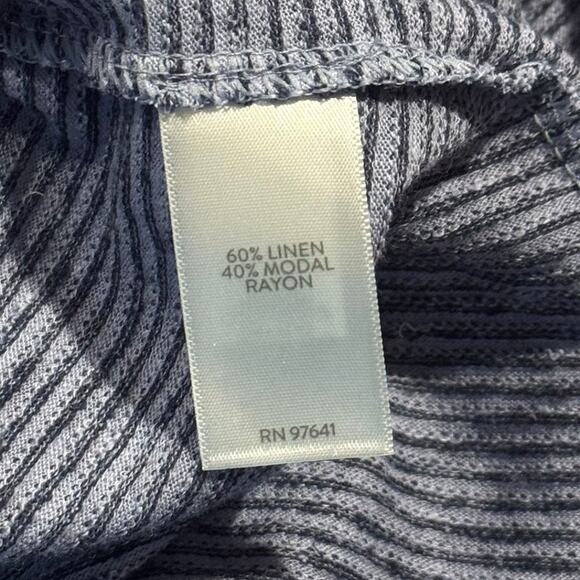 60% LINEN
40% MODAL
RAYON
RN 97641